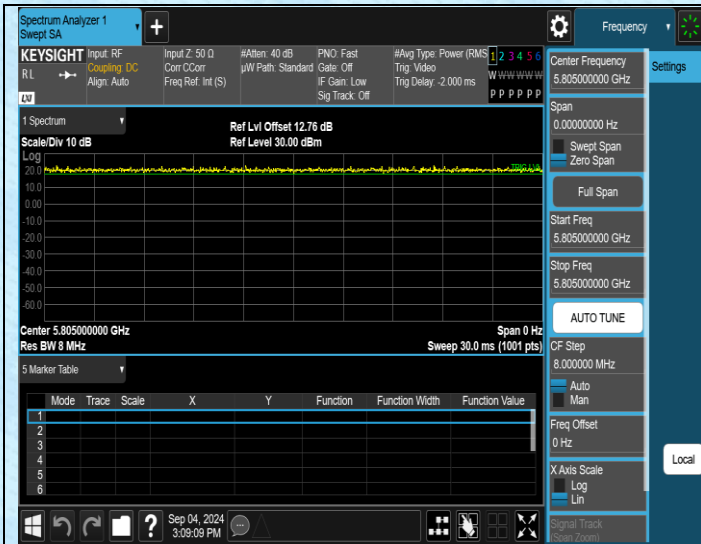 Spectrum Analyzer 1
Swept SA
Frequency
KEYSIGHT
RL
LXI
Input: RF
Coupling: DC
Align: Auto
Input Z: 50 Ω
Corr CCorr
Freq Ref: Int (S)
#Atten: 40 dB
µW Path: Standard
PNO: Fast
Gate: Off
IF Gain: Low
Sig Track: Off
#Avg Type: Power (RMS
Trig: Video
Trig Delay: -2.000 ms
1 2 3 4 5 6
W W W W W W
P P P P P P
Center Frequency
5.805000000 GHz
Settings
Span
0.00000000 Hz
Swept Span
Zero Span
Full Span
Start Freq
5.805000000 GHz
Stop Freq
5.805000000 GHz
AUTO TUNE
CF Step
8.000000 MHz
Auto
Man
Freq Offset
0 Hz
X Axis Scale
Log
Lin
Signal Track
(Span Zoom)
Local
1 Spectrum
Scale/Div 10 dB
Ref Lvl Offset 12.76 dB
Ref Level 30.00 dBm
Log
20.0
10.0
0.00
-10.0
-20.0
-30.0
-40.0
-50.0
-60.0
Center 5.805000000 GHz
Res BW 8 MHz
Span 0 Hz
Sweep 30.0 ms (1001 pts)
5 Marker Table
Mode Trace Scale X Y Function Function Width Function Value
1
2
3
4
5
6
?
Sep 04, 2024
3:09:09 PM